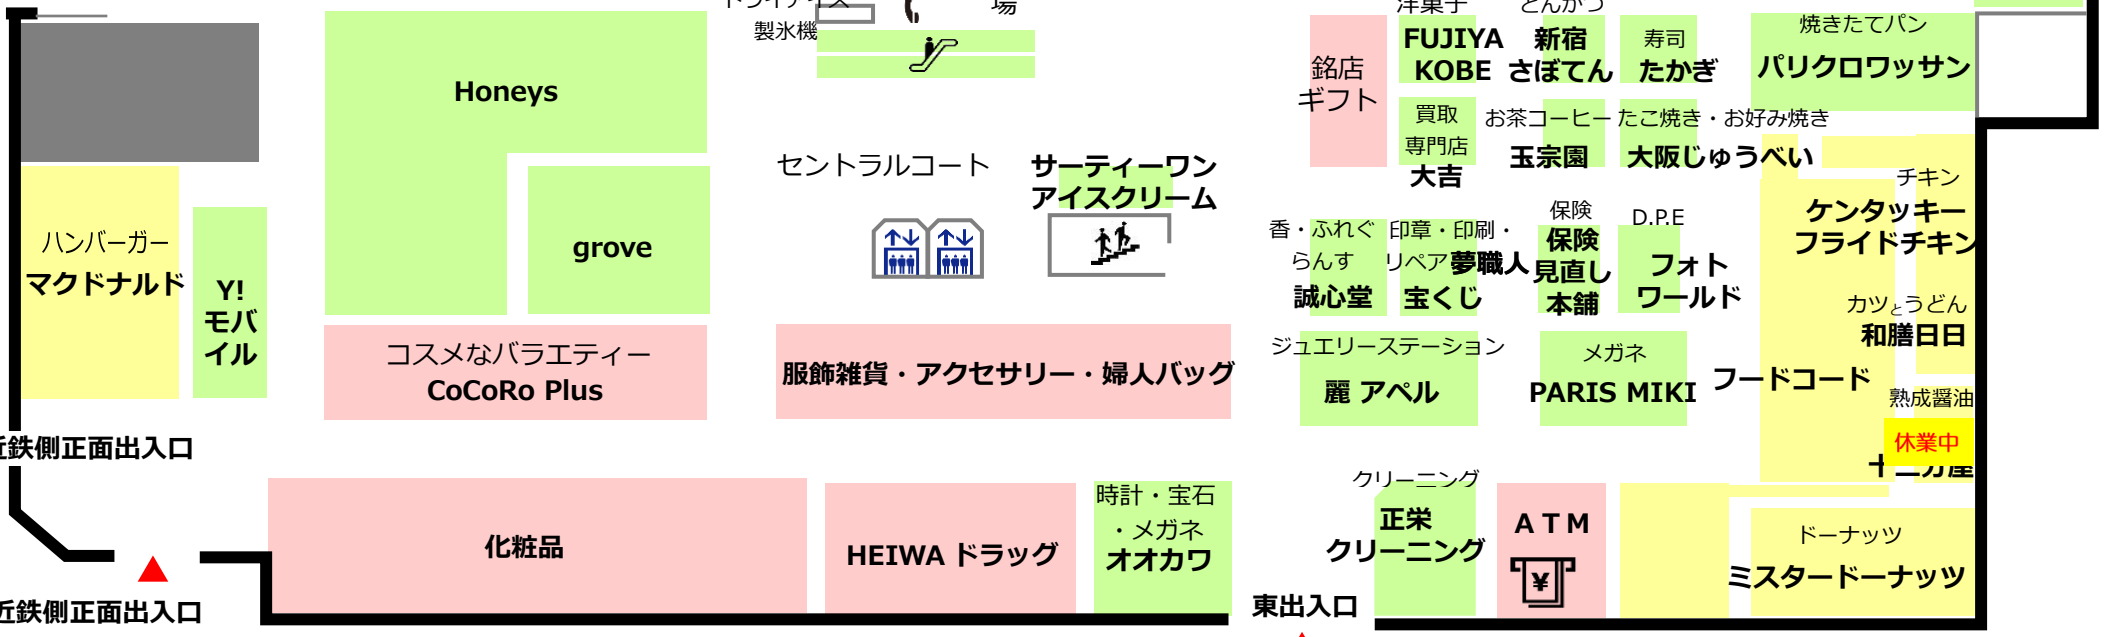 ドライアイス
製氷機
場
Honeys
grove
コスメなバラエティー
CoCoRo Plus
ハンバーガー
マクドナルド
Y!
モバ
イル
近鉄側正面出入口
近鉄側正面出入口
化粧品
HEIWA ドラッグ
時計・宝石
・メガネ
オオカワ
セントラルコート
サーティーワン
アイスクリーム
服飾雑貨・アクセサリー・婦人バッグ
銘店
ギフト
洋菓子
FUJIYA
KOBE
とんかつ
新宿
さぼてん
寿司
たかぎ
焼きたてパン
パリクロワッサン
買取
専門店
大吉
お茶コーヒー
玉宗園
たこ焼き・お好み焼き
大阪じゅうべい
香・ふれぐ
らんす
誠心堂
印章・印刷・
リペア夢職人
宝くじ
保険
保険
見直し
本舗
D.P.E
フォト
ワールド
チキン
ケンタッキー
フライドチキン
カツとうどん
和膳日日
ジュエリーステーション
麗 アペル
メガネ
PARIS MIKI
フードコード
熟成醤油
休業中
クリーニング
正栄
クリーニング
ATM
¥
ドーナッツ
ミスタードーナッツ
東出入口